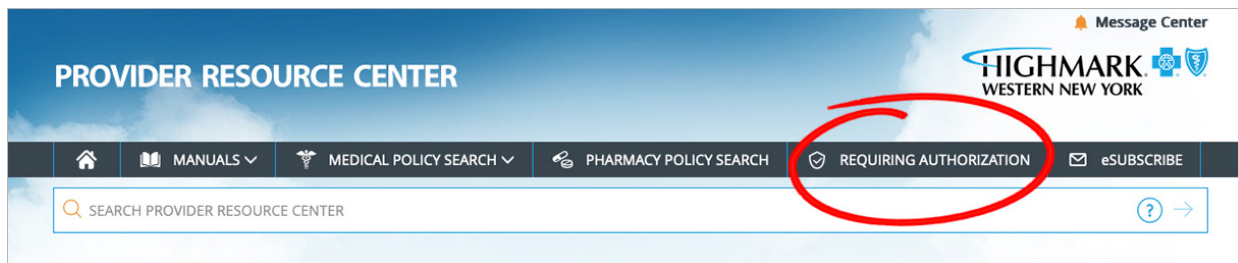 Message Center
PROVIDER RESOURCE CENTER
HIGHMARK
WESTERN NEW YORK
MANUALS
MEDICAL POLICY SEARCH
PHARMACY POLICY SEARCH
REQUIRING AUTHORIZATION
eSUBSCRIBE
SEARCH PROVIDER RESOURCE CENTER
?